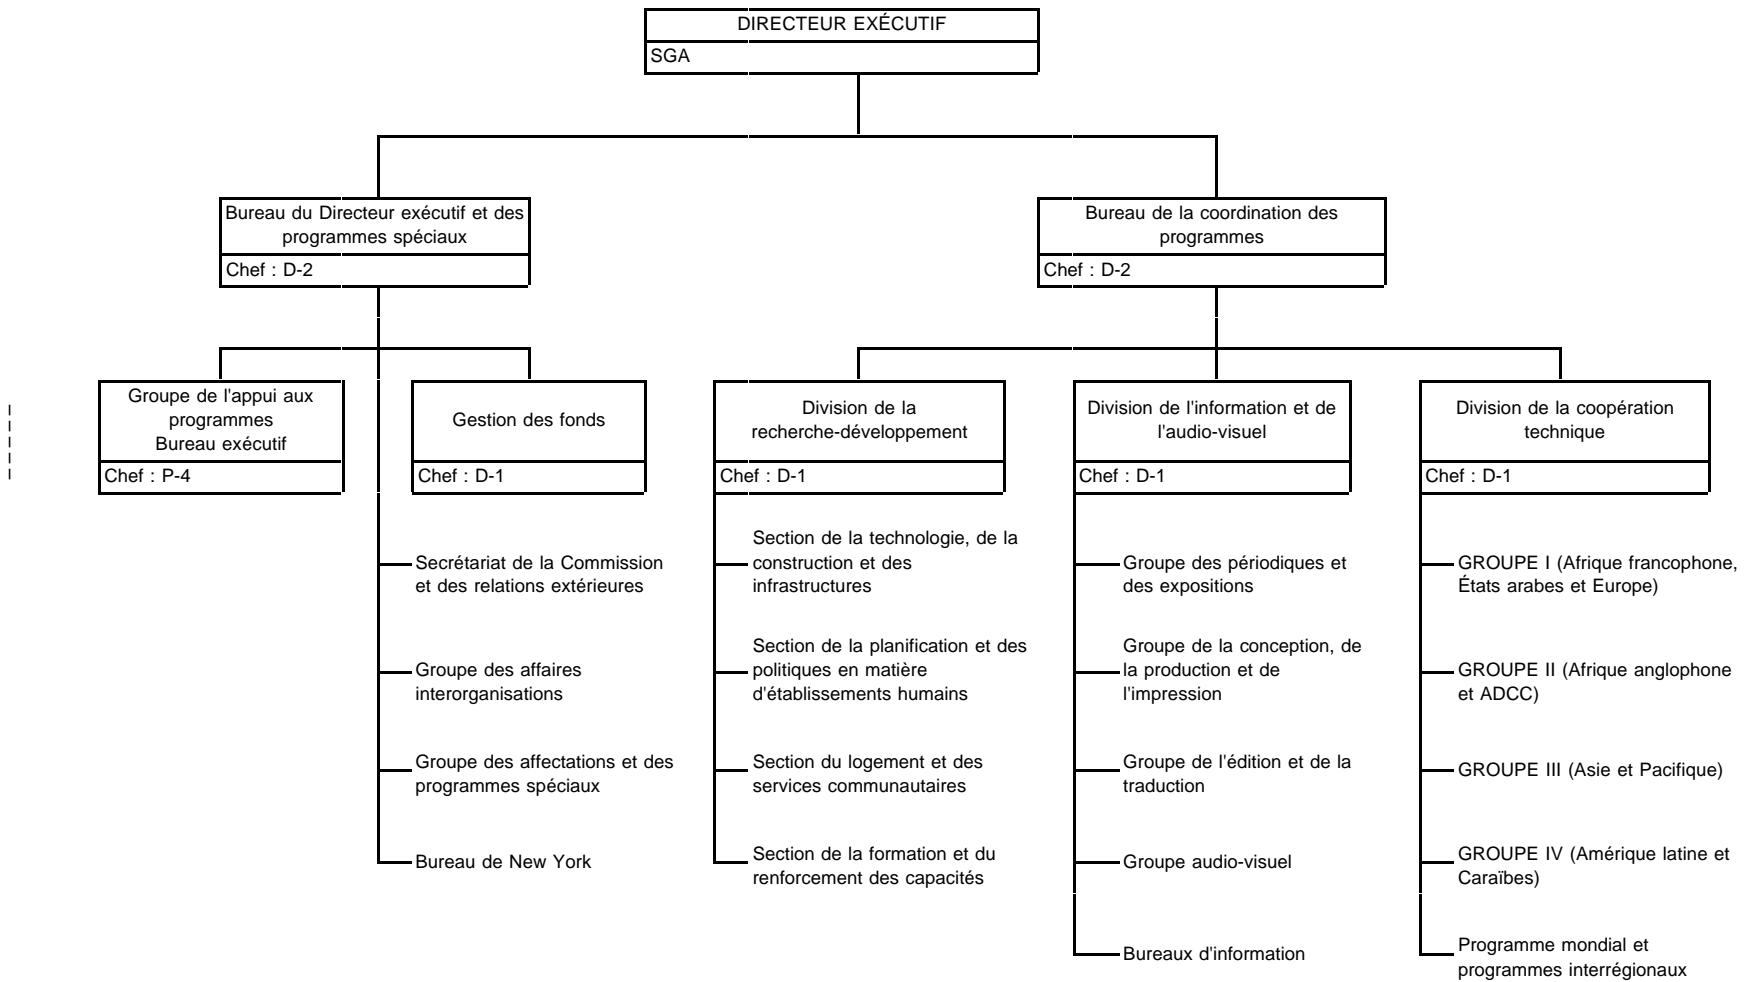 DIRECTEUR EXÉCUTIF
SGA
Bureau du Directeur exécutif et des
programmes spéciaux
Chef : D-2
Bureau de la coordination des
programmes
Chef : D-2
Groupe de l'appui aux
programmes
Bureau exécutif
Chef : P-4
Gestion des fonds
Chef : D-1
Division de la
recherche-développement
Chef : D-1
Division de l'information et de
l'audio-visuel
Chef : D-1
Division de la coopération
technique
Chef : D-1
Secrétariat de la Commission
et des relations extérieures
Groupe des affaires
interorganisations
Groupe des affectations et des
programmes spéciaux
Bureau de New York
Section de la technologie, de la
construction et des
infrastructures
Section de la planification et des
politiques en matière
d'établissements humains
Section du logement et des
services communautaires
Section de la formation et du
renforcement des capacités
Groupe des périodiques et
des expositions
Groupe de la conception, de
la production et de
l'impression
Groupe de l'édition et de la
traduction
Groupe audio-visuel
Bureaux d'information
GROUPE I (Afrique francophone,
États arabes et Europe)
GROUPE II (Afrique anglophone
et ADCC)
GROUPE III (Asie et Pacifique)
GROUPE IV (Amérique latine et
Caraïbes)
Programme mondial et
programmes interrégionaux